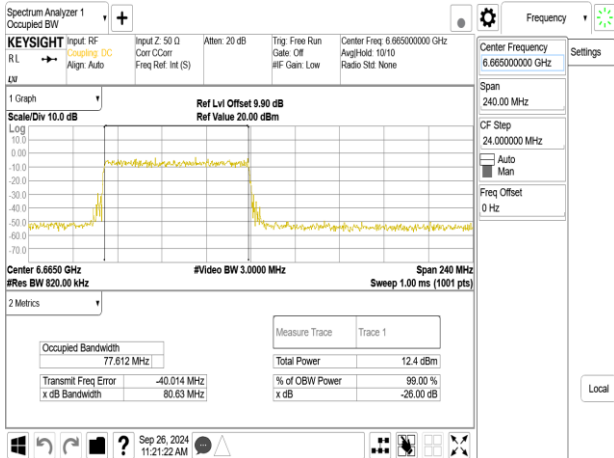 Spectrum Analyzer 1
Occupied BW
Frequency
KEYSIGHT
RL
Input: RF
Coupling: DC
Align: Auto
Input Z: 50 Ω
Corr CCorr
Freq Ref: Int (S)
Atten: 20 dB
Trig: Free Run
Gate: Off
#IF Gain: Low
Center Freq: 6.665000000 GHz
Avg|Hold: 10/10
Radio Std: None
LXI
Center Frequency
6.665000000 GHz
Settings
Span
240.00 MHz
CF Step
24.000000 MHz
Auto
Man
Freq Offset
0 Hz
1 Graph
Scale/Div 10.0 dB
Ref Lvl Offset 9.90 dB
Ref Value 20.00 dBm
Log
10.0
0.00
-10.0
-20.0
-30.0
-40.0
-50.0
-60.0
-70.0
Center 6.6650 GHz
#Res BW 820.00 kHz
#Video BW 3.0000 MHz
Span 240 MHz
Sweep 1.00 ms (1001 pts)
2 Metrics
Measure Trace Trace 1
Occupied Bandwidth
77.612 MHz
Total Power 12.4 dBm
Transmit Freq Error -40.014 MHz
% of OBW Power 99.00 %
x dB Bandwidth 80.63 MHz
x dB -26.00 dB
Local
?
Sep 26, 2024
11:21:22 AM